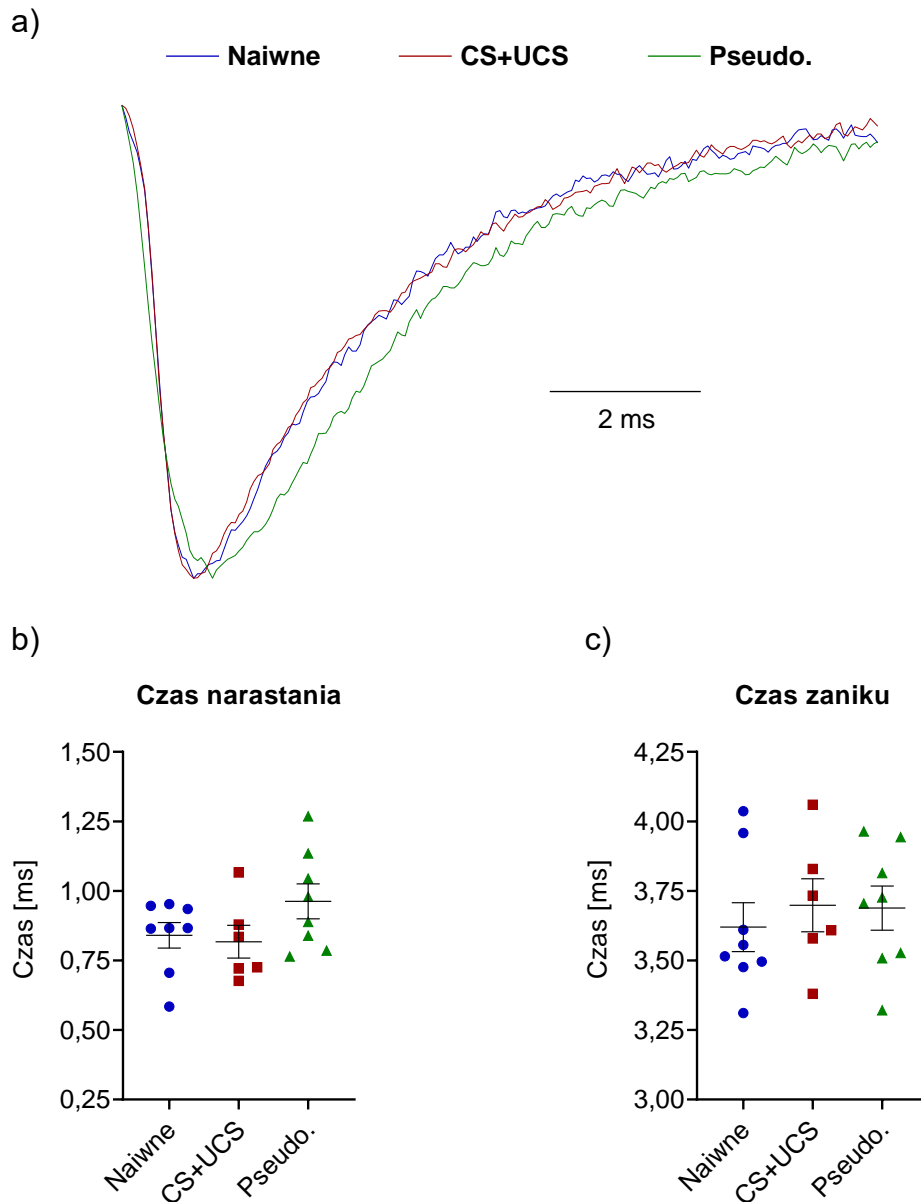 a)
Naiwne CS+UCS Pseudo.
2 ms
b)
c)
Czas narastania
Czas zaniku
1,50
1,25
1,00
0,75
0,50
0,25
Czas [ms]
Naiwne
CS+UCS
Pseudo.
4,25
4,00
3,75
3,50
3,25
3,00
Czas [ms]
Naiwne
CS+UCS
Pseudo.